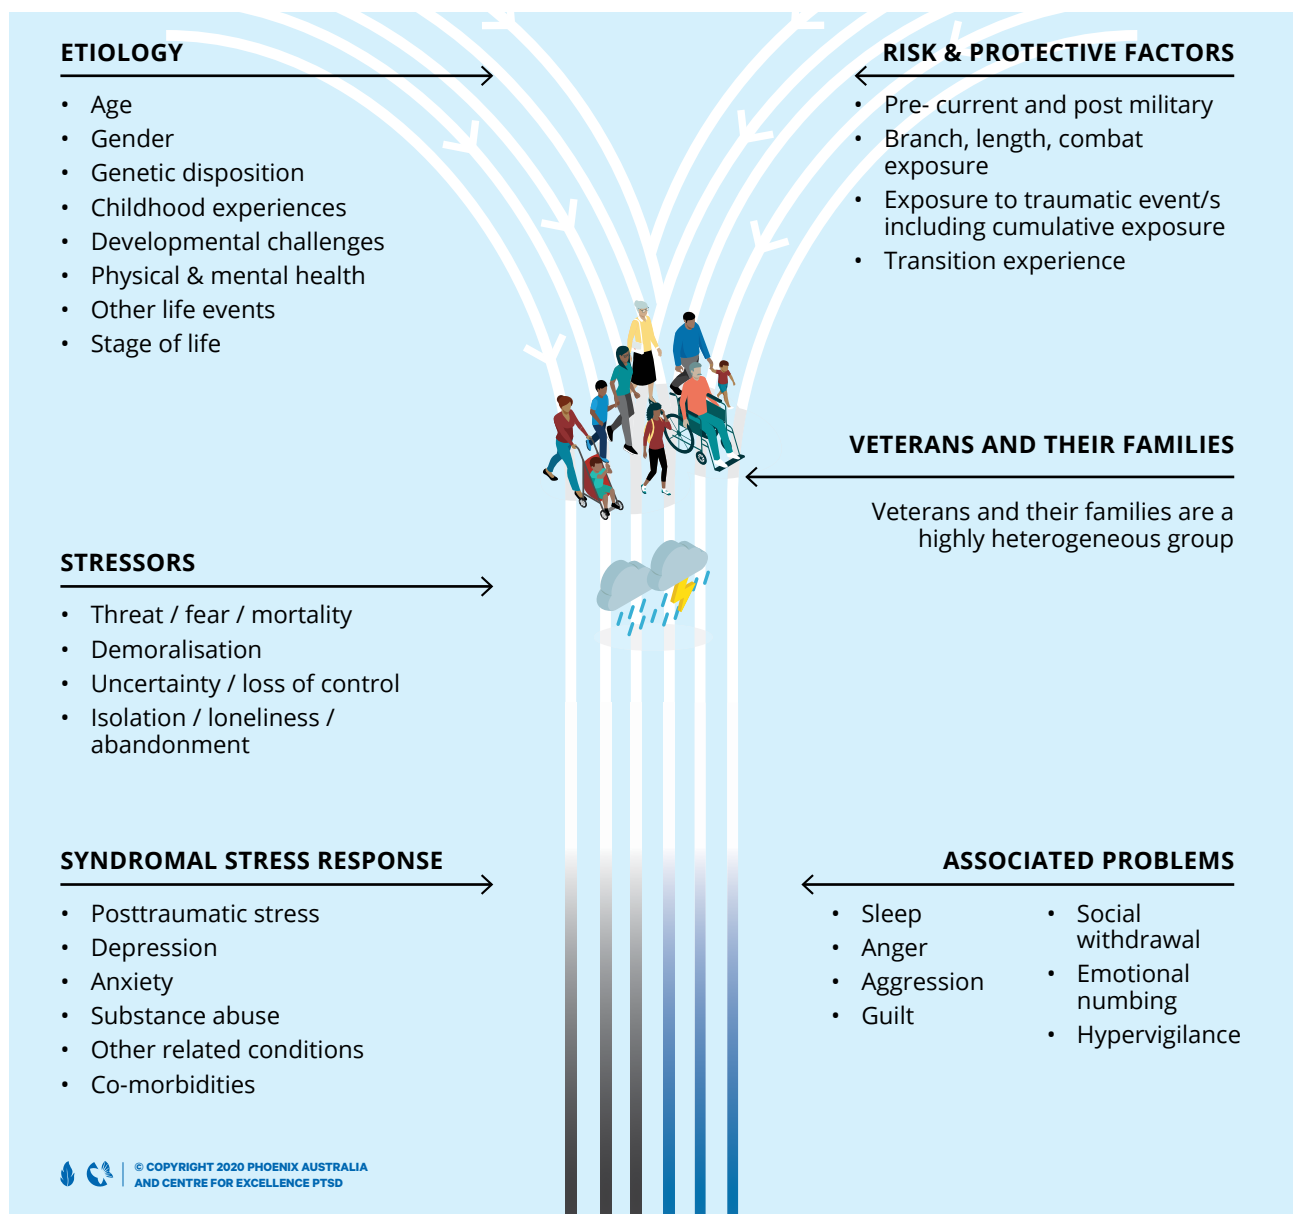 ETIOLOGY
• Age
• Gender
• Genetic disposition
• Childhood experiences
• Developmental challenges
• Physical & mental health
• Other life events
• Stage of life
RISK & PROTECTIVE FACTORS
• Pre- current and post military
• Branch, length, combat
exposure
• Exposure to traumatic event/s
including cumulative exposure
• Transition experience
VETERANS AND THEIR FAMILIES
Veterans and their families are a
highly heterogeneous group
STRESSORS
• Threat / fear / mortality
• Demoralisation
• Uncertainty / loss of control
• Isolation / loneliness /
abandonment
SYNDROMAL STRESS RESPONSE
• Posttraumatic stress
• Depression
• Anxiety
• Substance abuse
• Other related conditions
• Co-morbidities
ASSOCIATED PROBLEMS
• Sleep
• Anger
• Aggression
• Guilt
• Social
withdrawal
• Emotional
numbing
• Hypervigilance
© COPYRIGHT 2020 PHOENIX AUSTRALIA
AND CENTRE FOR EXCELLENCE PTSD